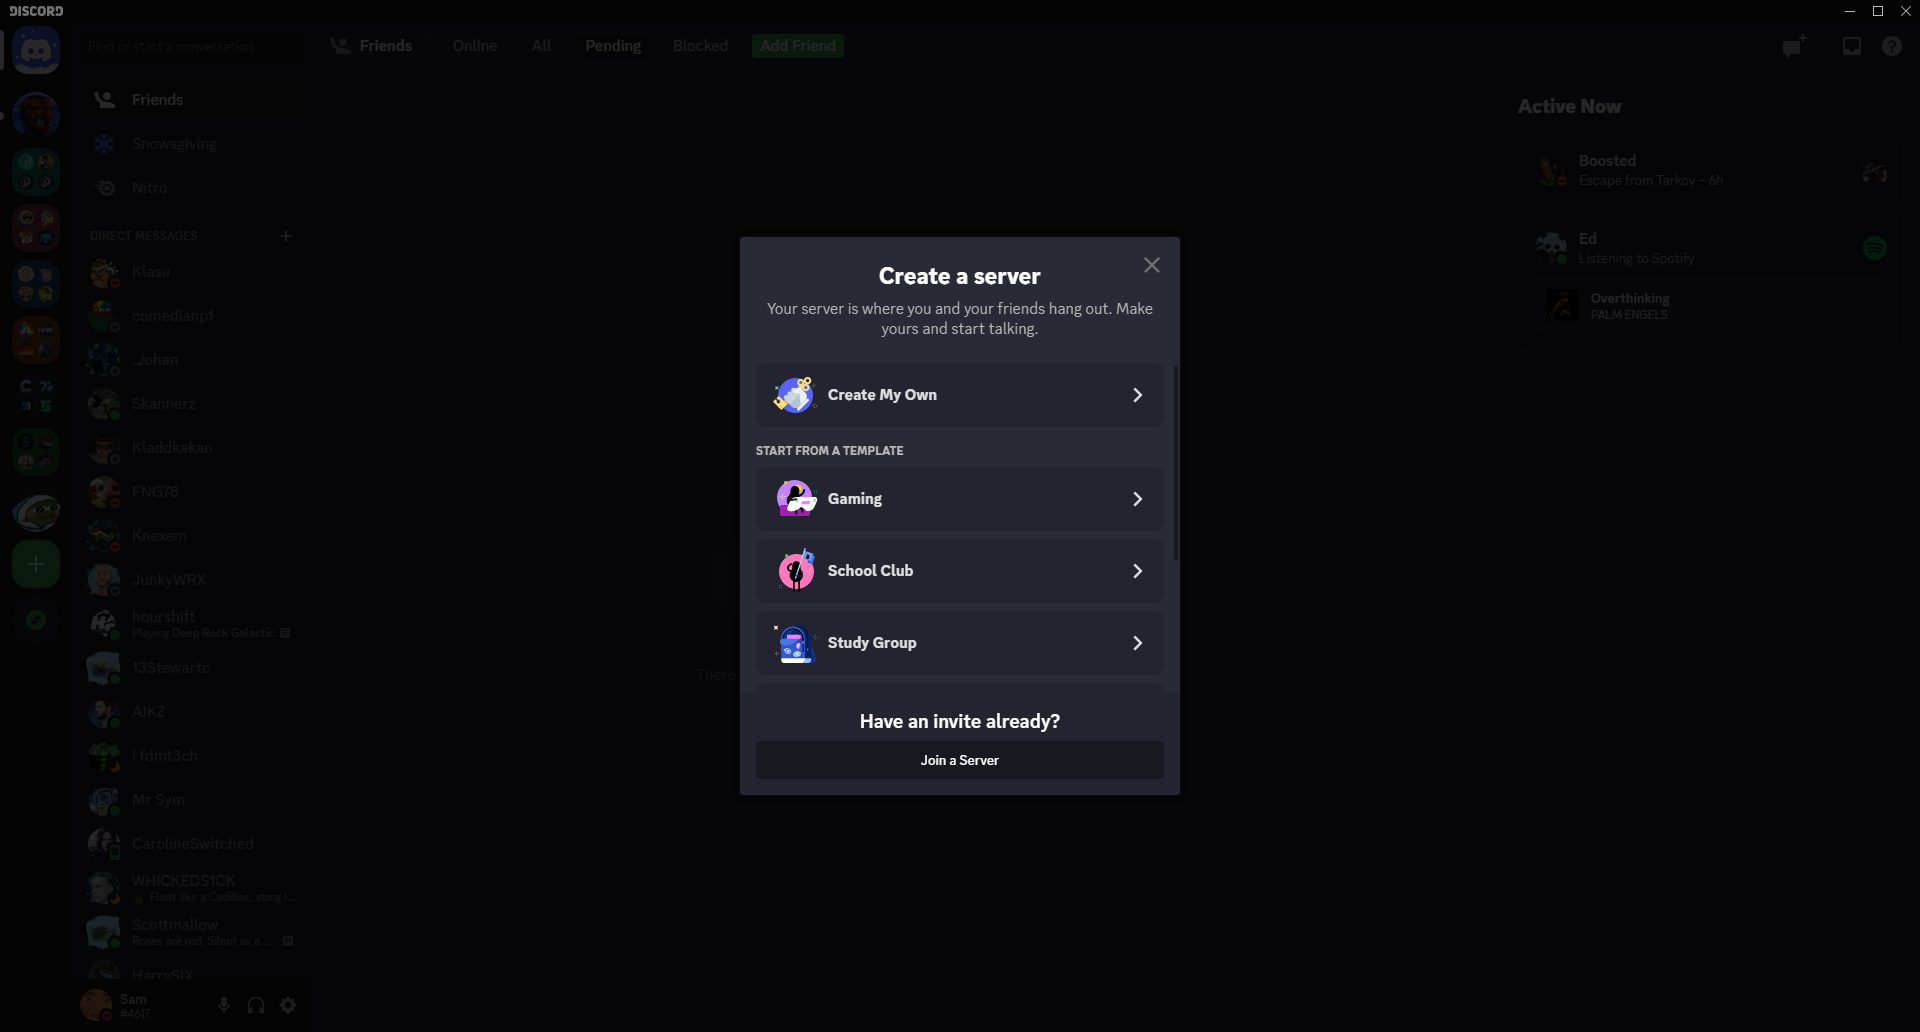 DISCORD
Find or start a conversation
Friends
Online
All
Pending
Blocked
Add Friend
Friends
Snowsgiving
Nitro
DIRECT MESSAGES
Klasu
comedianp1
.Johan
Skannerz
Kladdkakan
FNG78
Knexem
JunkyWRX
hourshift
Playing Deep Rock Galactic
13Stewartc
AIKZ
I fdmt3ch
Mr Sym
CarolineSwitched
WHICKEDS1CK
Float like a Cadillac, sting l...
Scottmallow
Roses are red, Silent as a ...
HarrySIX
Sam
#4617
There
Create a server
Your server is where you and your friends hang out. Make
yours and start talking.
Create My Own
START FROM A TEMPLATE
Gaming
School Club
Study Group
Have an invite already?
Join a Server
Active Now
Boosted
Escape from Tarkov – 6h
Ed
Listening to Spotify
Overthinking
PALM ENGELS